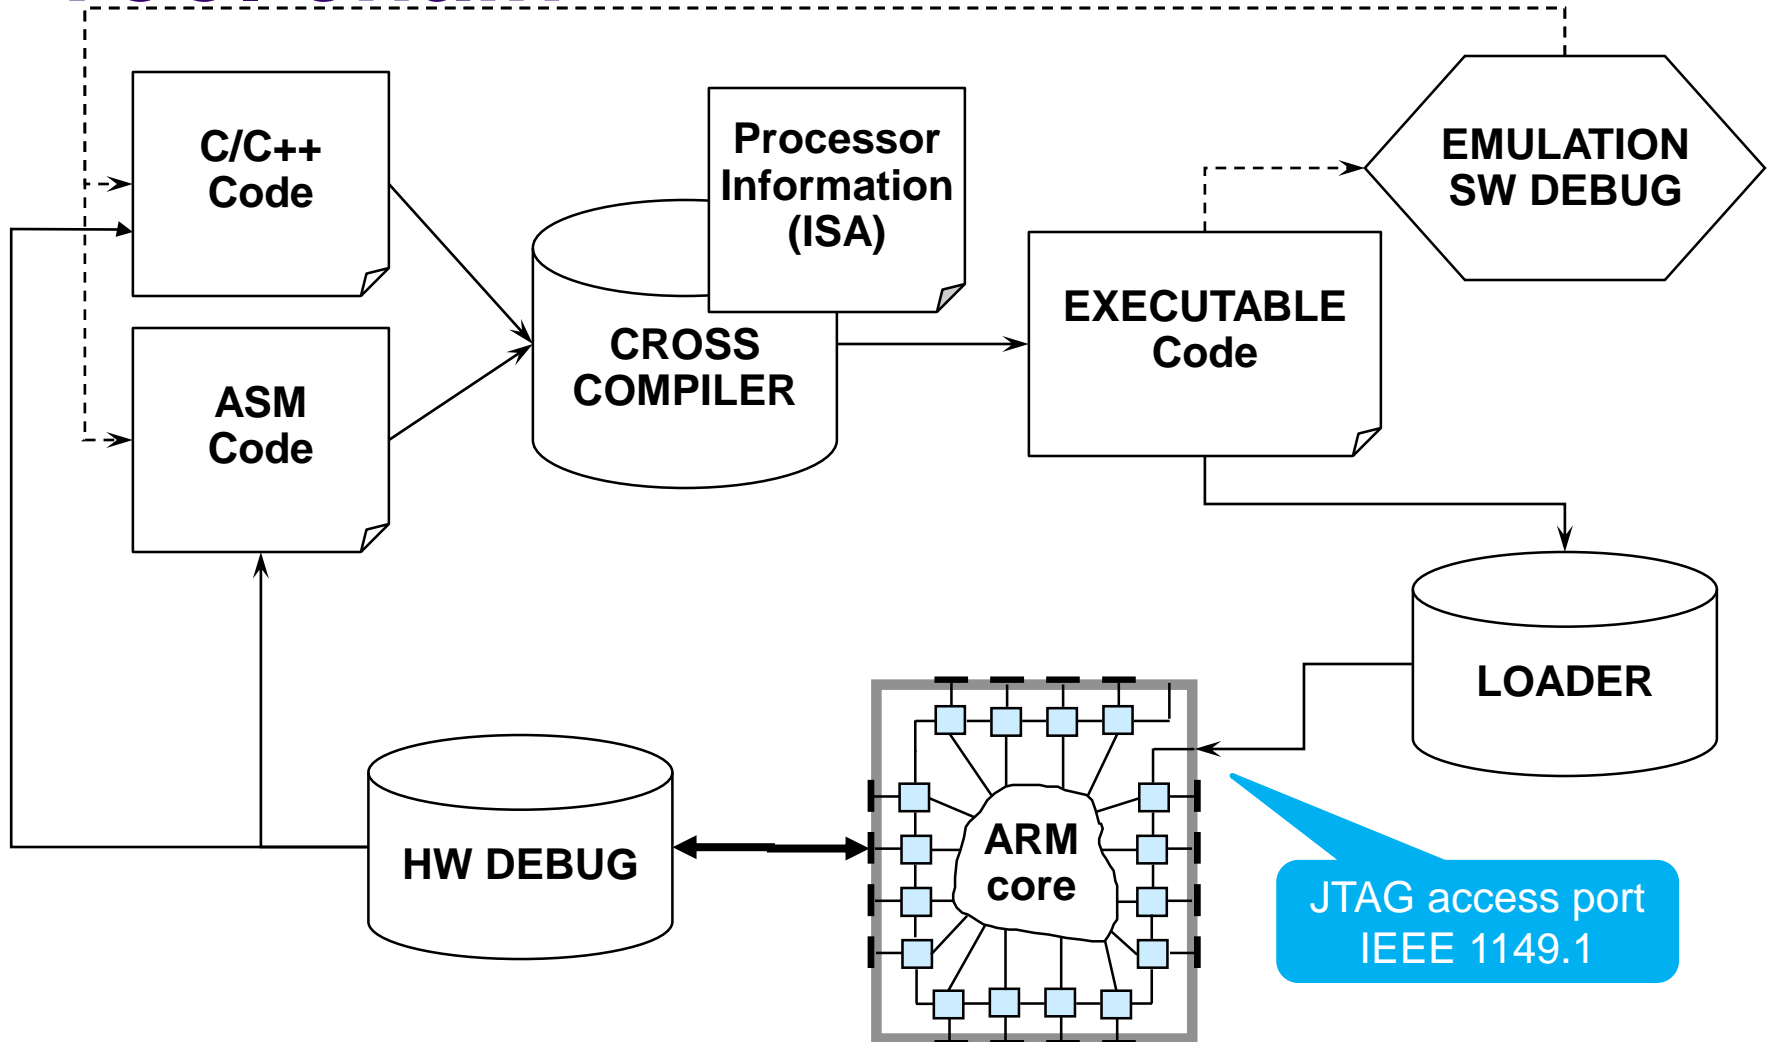 C/C++
Code
Processor
Information
(ISA)
EMULATION
SW DEBUG
EXECUTABLE
Code
CROSS
COMPILER
ASM
Code
LOADER
HW DEBUG
ARM
core
JTAG access port
IEEE 1149.1